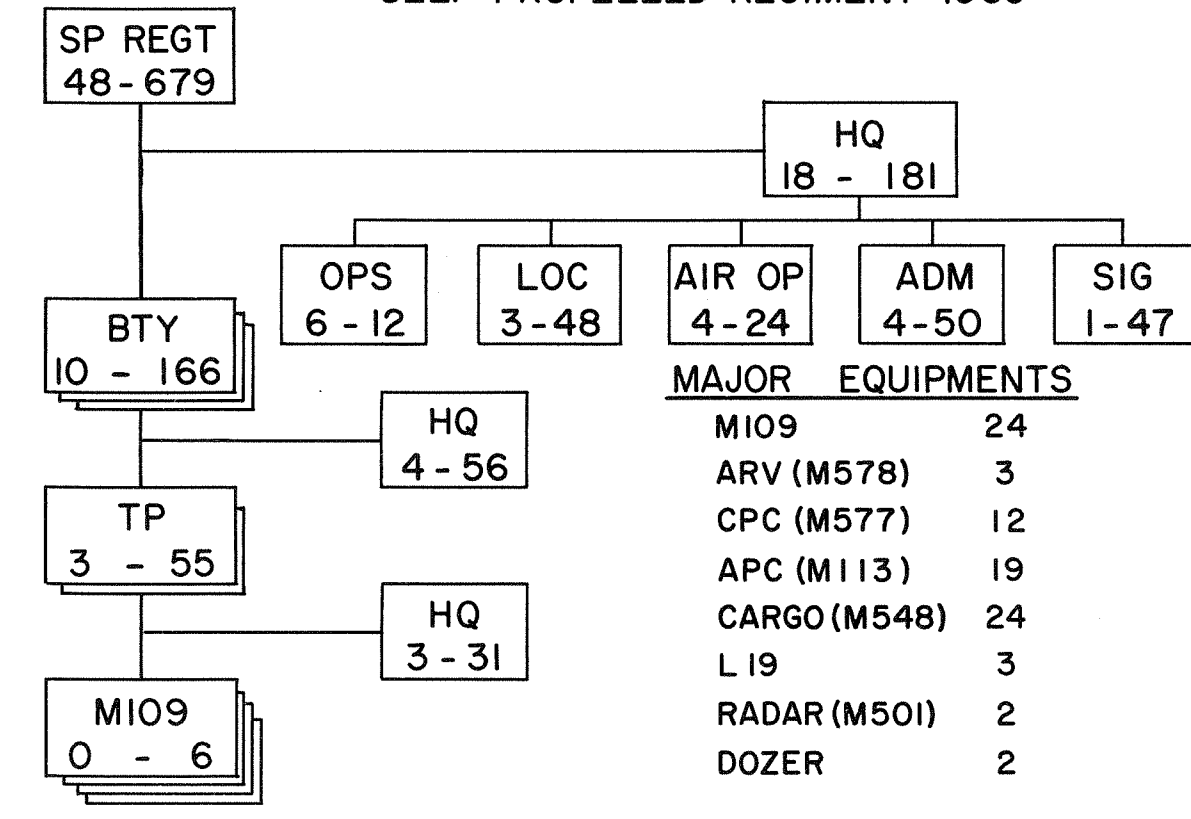 SELF PROPELLED REGIMENT
SP REGT
48-679
HQ
18 - 181
OPS
6-12
LOC
3-48
AIR OP
4-24
ADM
4-50
SIG
1-47
BTY
10 - 166
HQ
4-56
TP
3 - 55
HQ
3-31
M109
0 - 6
MAJOR EQUIPMENTS
M109 24
ARV (M578) 3
CPC (M577) 12
APC (M113) 19
CARGO (M548) 24
L19 3
RADAR (M501) 2
DOZER 2